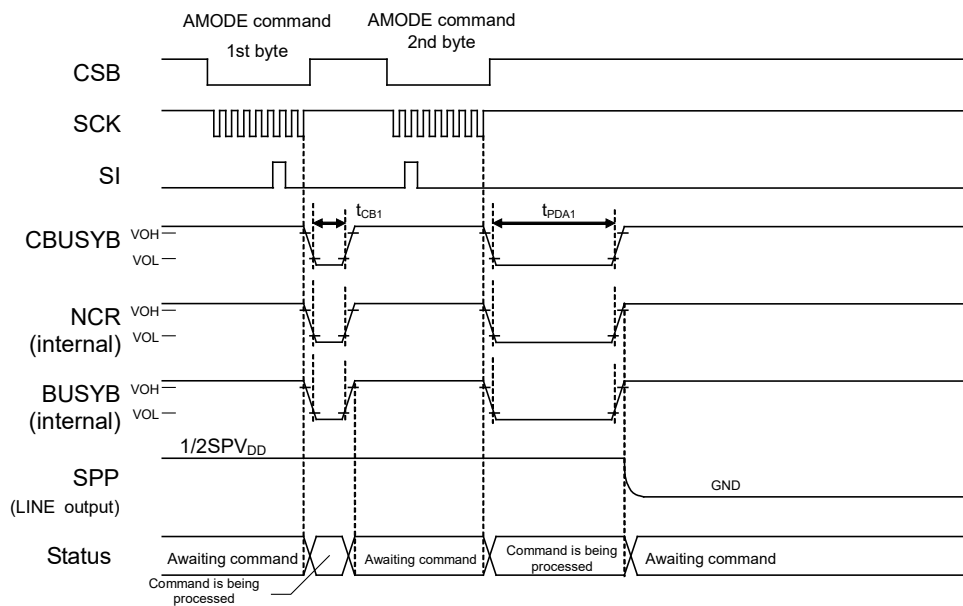 AMODE command
1st byte
AMODE command
2nd byte
CSB
SCK
SI
tCB1
tPDA1
CBUSYB
VOH
VOL
NCR
(internal)
VOH
VOL
BUSYB
(internal)
VOH
VOL
1/2SPVDD
SPP
(LINE output)
GND
Status
Awaiting command
Command is being
processed
Awaiting command
Command is being
processed
Awaiting command